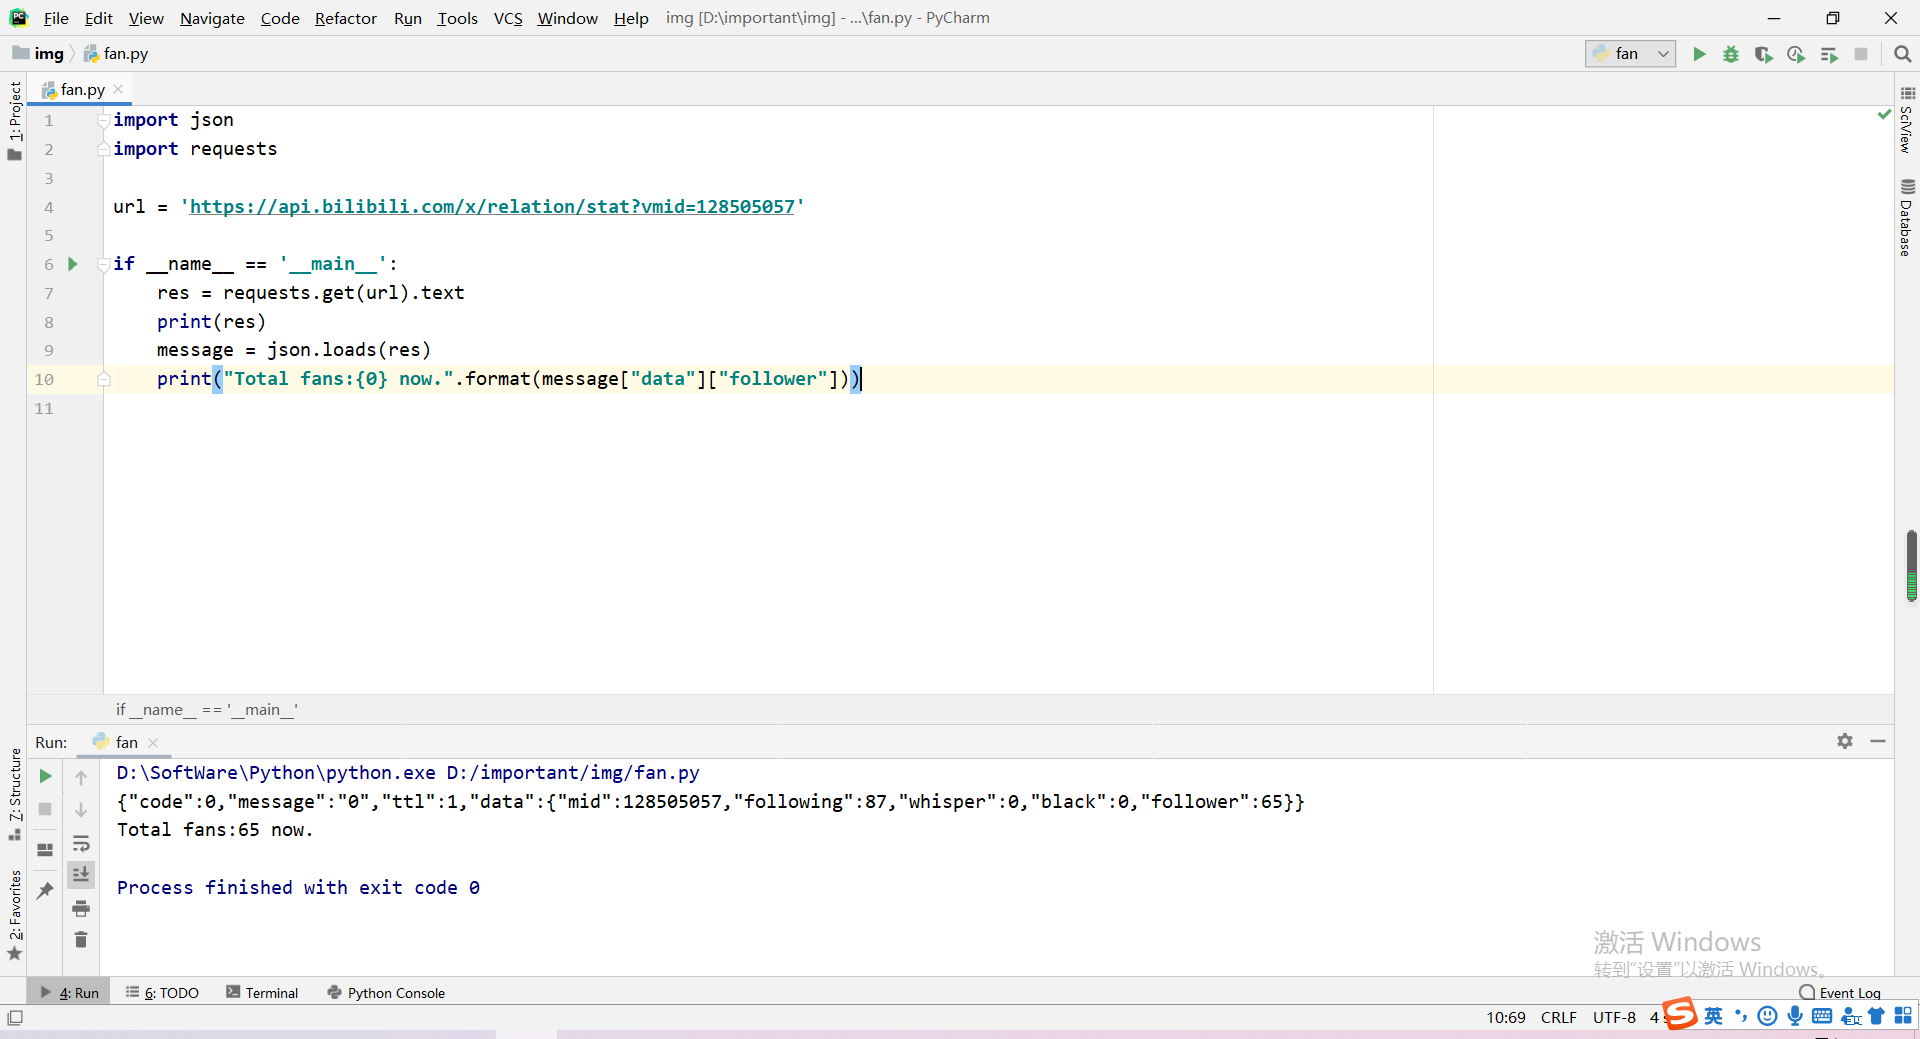 File Edit View Navigate Code Refactor Run Tools VCS Window Help img [D:\important\img] - ...\fan.py - PyCharm
img fan.py fan
1: Project
fan.py
SciView
Database
1 import json
2 import requests
3
4 url = 'https://api.bilibili.com/x/relation/stat?vmid=128505057'
5
6 if __name__ == '__main__':
7 res = requests.get(url).text
8 print(res)
9 message = json.loads(res)
10 print("Total fans:{0} now.".format(message["data"]["follower"]))
11
if __name__ == '__main__'
Run: fan
7: Structure
2: Favorites
D:\SoftWare\Python\python.exe D:/important/img/fan.py
{"code":0,"message":"0","ttl":1,"data":{"mid":128505057,"following":87,"whisper":0,"black":0,"follower":65}}
Total fans:65 now.
Process finished with exit code 0
激活 Windows
转到“设置”以激活 Windows。
4: Run 6: TODO Terminal Python Console Event Log
10:69 CRLF UTF-8 4 s 英